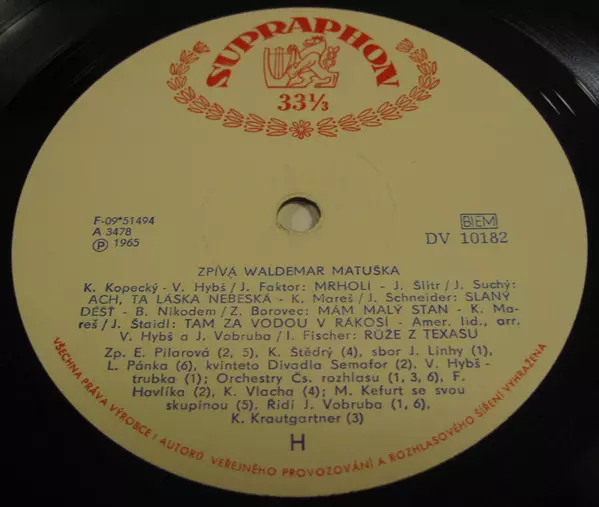 SUPRAPHON
33⅓
F-09*51494
A 3478
Ⓟ 1965
BIEM
DV 10182
ZPÍVÁ WALDEMAR MATUŠKA
K. Kopecký - V. Hybš / J. Faktor: MRHOLÍ - J. Šlitr / J. Suchý:
ACH, TA LÁSKA NEBESKÁ - K. Mareš / J. Schneider: SLANÝ
DÉŠŤ - B. Nikodem / Z. Borovec: MÁM MALÝ STAN - K. Ma-
reš / J. Štaidl: TAM ZA VODOU V RÁKOSÍ - Amer. lid., arr.
V. Hybš a J. Vobruba / I. Fischer: RŮŽE Z TEXASU
Zp. E. Pilarová (2, 5), K. Štědrý (4), sbor J. Linhy (1),
L. Pánka (6), kvinteto Divadla Semafor (2). V. Hybš -
trubka (1); Orchestry Čs. rozhlasu (1, 3, 6), F.
Havlíka (2), K. Vlacha (4); M. Kefurt se svou
skupinou (5). Řídí J. Vobruba (1, 6),
K. Krautgartner (3)
H
VŠECHNA PRÁVA VÝROBCE I AUTORŮ. VEŘEJNÉHO PROVOZOVÁNÍ A ROZHLASOVÉHO ŠÍŘENÍ VYHRAŽENA